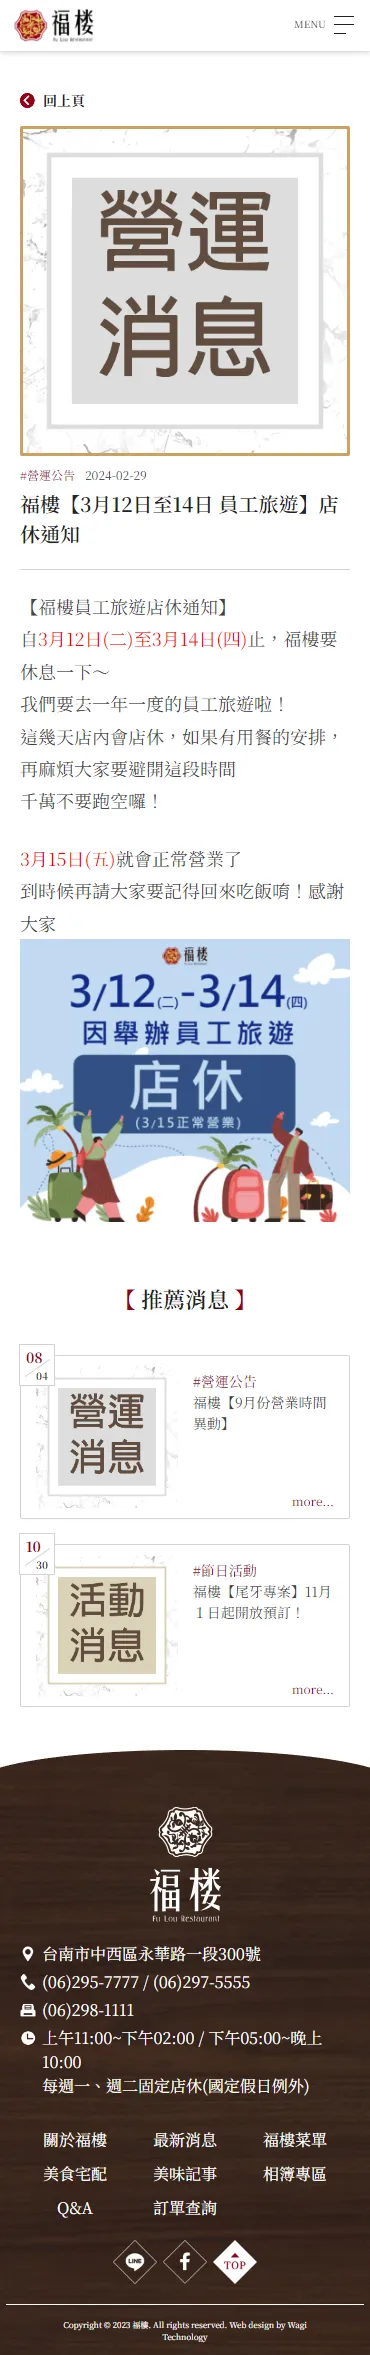 福楼
Fu Lou Restaurant
MENU
回上頁
營運
消息
#營運公告 2024-02-29
福樓【3月12日至14日 員工旅遊】店
休通知
【福樓員工旅遊店休通知】
自3月12日(二)至3月14日(四)止，福樓要
休息一下～
我們要去一年一度的員工旅遊啦！
這幾天店內會店休，如果有用餐的安排，
再麻煩大家要避開這段時間
千萬不要跑空囉！
3月15日(五)就會正常營業了
到時候再請大家要記得回來吃飯唷！感謝
大家
福楼
3/12(二)-3/14(四)
因舉辦員工旅遊
店休
(3/15正常營業)
【 推薦消息 】
08
04
營運
消息
#營運公告
福樓【9月份營業時間
異動】
more...
10
30
活動
消息
#節日活動
福樓【尾牙專案】11月
１日起開放預訂！
more...
福楼
Fu Lou Restaurant
台南市中西區永華路一段300號
(06)295-7777 / (06)297-5555
(06)298-1111
上午11:00~下午02:00 / 下午05:00~晚上
10:00
每週一、週二固定店休(國定假日例外)
關於福樓 最新消息 福樓菜單
美食宅配 美味記事 相簿專區
Q&A 訂單查詢
LINE
TOP
Copyright © 2023 福樓. All rights reserved. Web design by Wagi
Technology